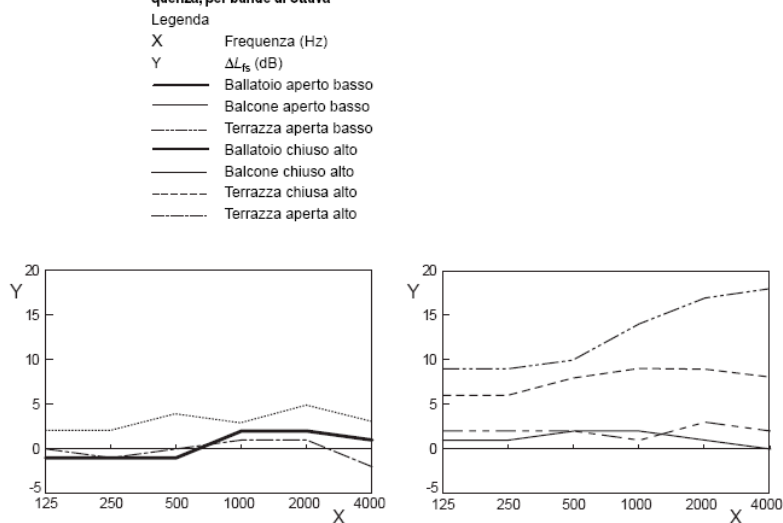 quenza, per bande di ottava
Legenda
X Frequenza (Hz)
Y ΔLfs (dB)
Ballatoio aperto basso
Balcone aperto basso
Terrazza aperta basso
Ballatoio chiuso alto
Balcone chiuso alto
Terrazza chiusa alto
Terrazza aperta alto
20
Y
15
10
5
0
-5
125 250 500 1000 2000 4000
X
20
Y
15
10
5
0
-5
125 250 500 1000 2000 4000
X